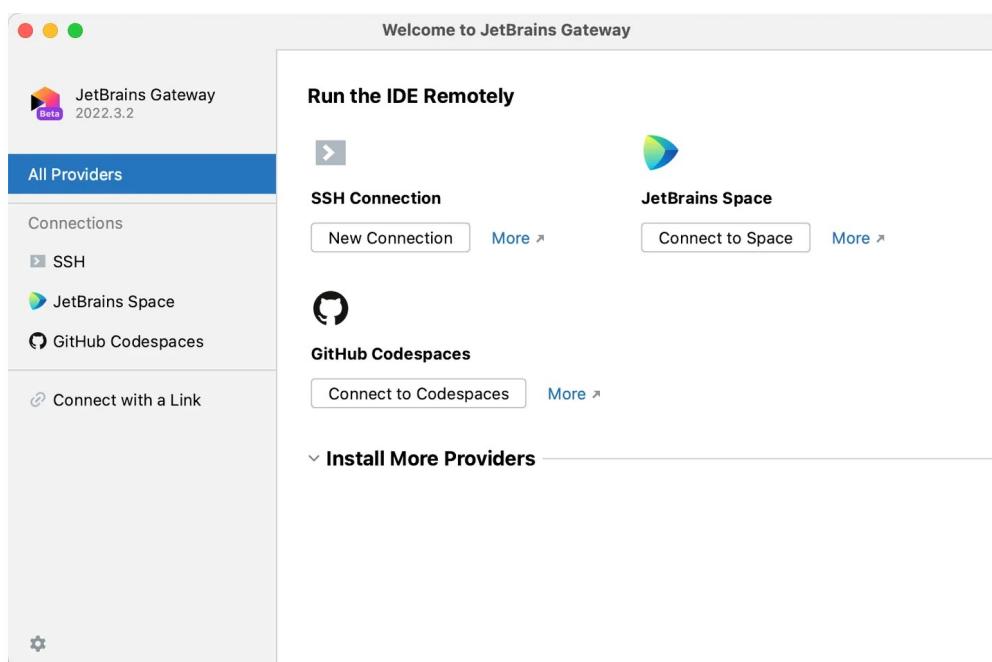 Welcome to JetBrains Gateway
JetBrains Gateway
Beta
2022.3.2
All Providers
Connections
SSH
JetBrains Space
GitHub Codespaces
Connect with a Link
Run the IDE Remotely
SSH Connection
New Connection More
JetBrains Space
Connect to Space More
GitHub Codespaces
Connect to Codespaces More
Install More Providers